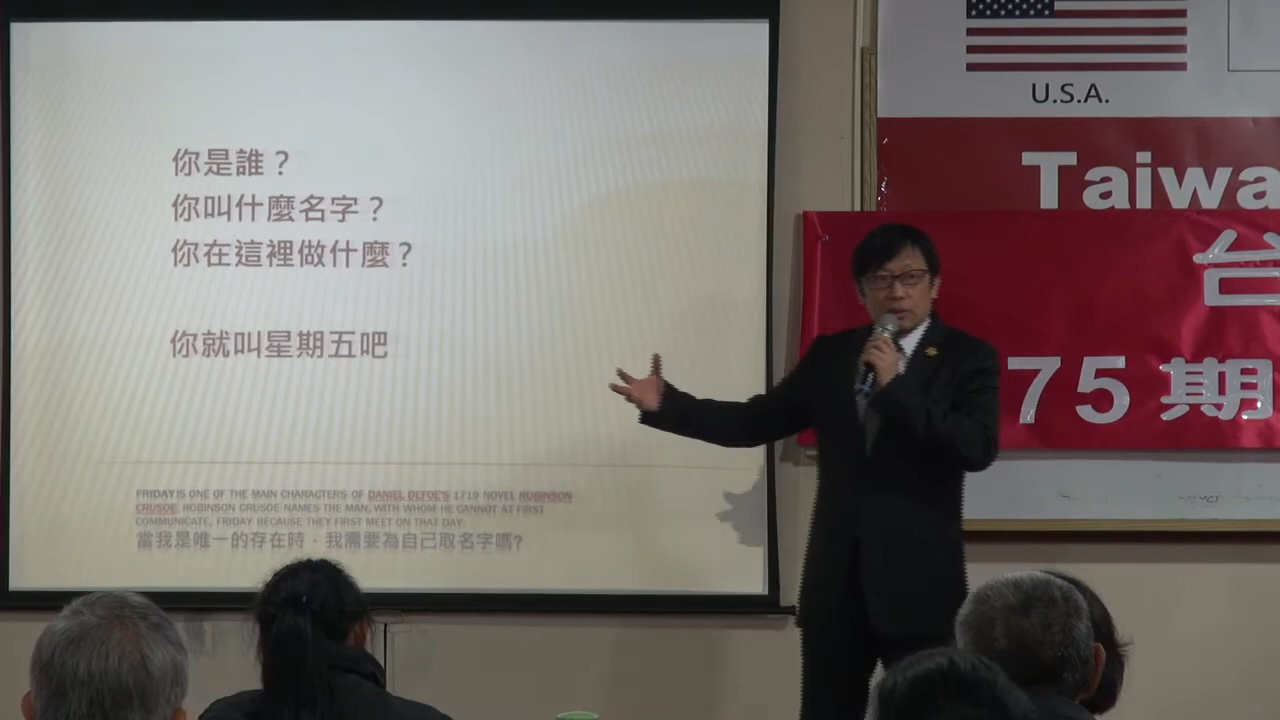 你是誰？
你叫什麼名字？
你在這裡做什麼？
你就叫星期五吧
FRIDAY IS ONE OF THE MAIN CHARACTERS OF DANIEL DEFOE'S 1719 NOVEL ROBINSON
CRUSOE. ROBINSON CRUSOE NAMES THE MAN, WITH WHOM HE CANNOT AT FIRST
COMMUNICATE, FRIDAY BECAUSE THEY FIRST MEET ON THAT DAY.
當我是唯一的存在時，我需要為自己取名字嗎?
U.S.A.
Taiwa
台
75期